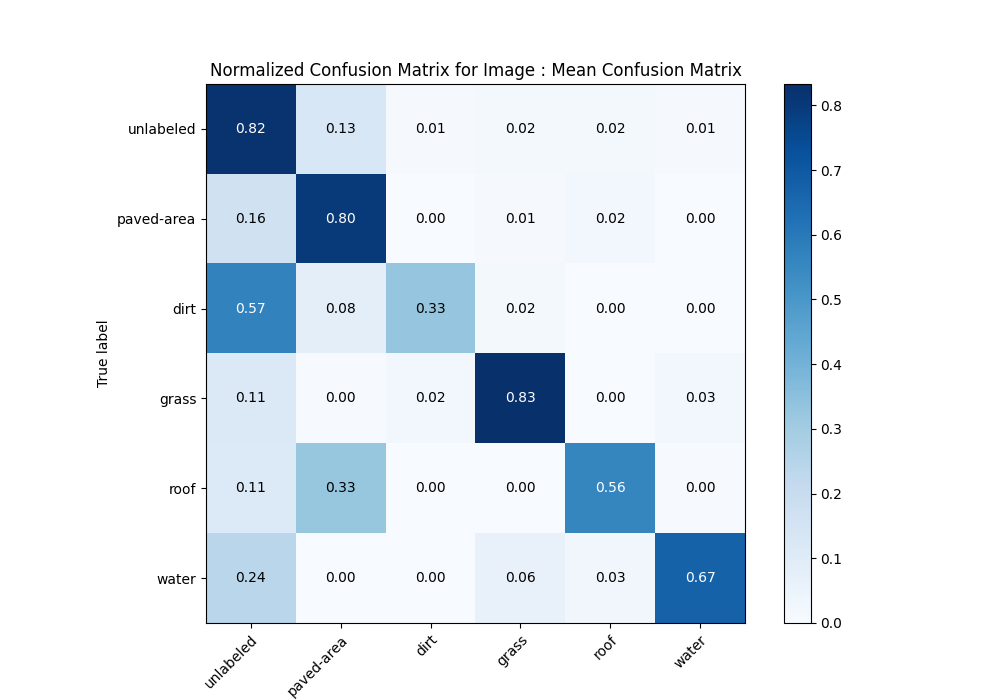 Normalized Confusion Matrix for Image : Mean Confusion Matrix
unlabeled 0.82 0.13 0.01 0.02 0.02 0.01
paved-area 0.16 0.80 0.00 0.01 0.02 0.00
dirt 0.57 0.08 0.33 0.02 0.00 0.00
grass 0.11 0.00 0.02 0.83 0.00 0.03
roof 0.11 0.33 0.00 0.00 0.56 0.00
water 0.24 0.00 0.00 0.06 0.03 0.67
True label
unlabeled paved-area dirt grass roof water
0.8
0.7
0.6
0.5
0.4
0.3
0.2
0.1
0.0